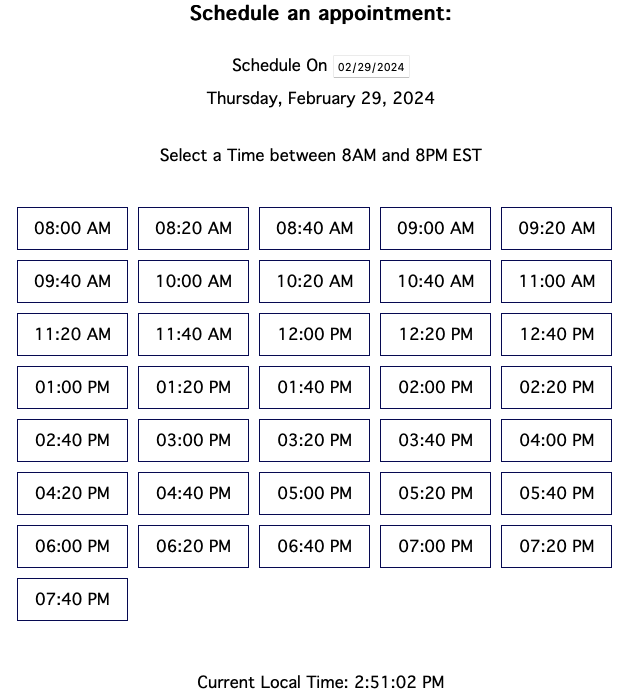 Schedule an appointment:
Schedule On 02/29/2024
Thursday, February 29, 2024
Select a Time between 8AM and 8PM EST
08:00 AM 08:20 AM 08:40 AM 09:00 AM 09:20 AM
09:40 AM 10:00 AM 10:20 AM 10:40 AM 11:00 AM
11:20 AM 11:40 AM 12:00 PM 12:20 PM 12:40 PM
01:00 PM 01:20 PM 01:40 PM 02:00 PM 02:20 PM
02:40 PM 03:00 PM 03:20 PM 03:40 PM 04:00 PM
04:20 PM 04:40 PM 05:00 PM 05:20 PM 05:40 PM
06:00 PM 06:20 PM 06:40 PM 07:00 PM 07:20 PM
07:40 PM
Current Local Time: 2:51:02 PM